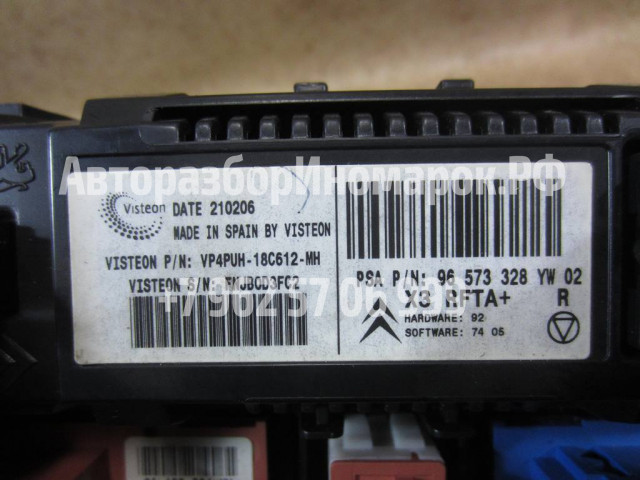 АвторазборИномарок.РФ
Visteon DATE 210206
MADE IN SPAIN BY VISTEON
VISTEON P/N: VP4PUH-18C612-MH
VISTEON S/N:
PSA P/N: 96 573 328 YW 02
X3 RFTA+ R
HARDWARE: 92
SOFTWARE: 74 05